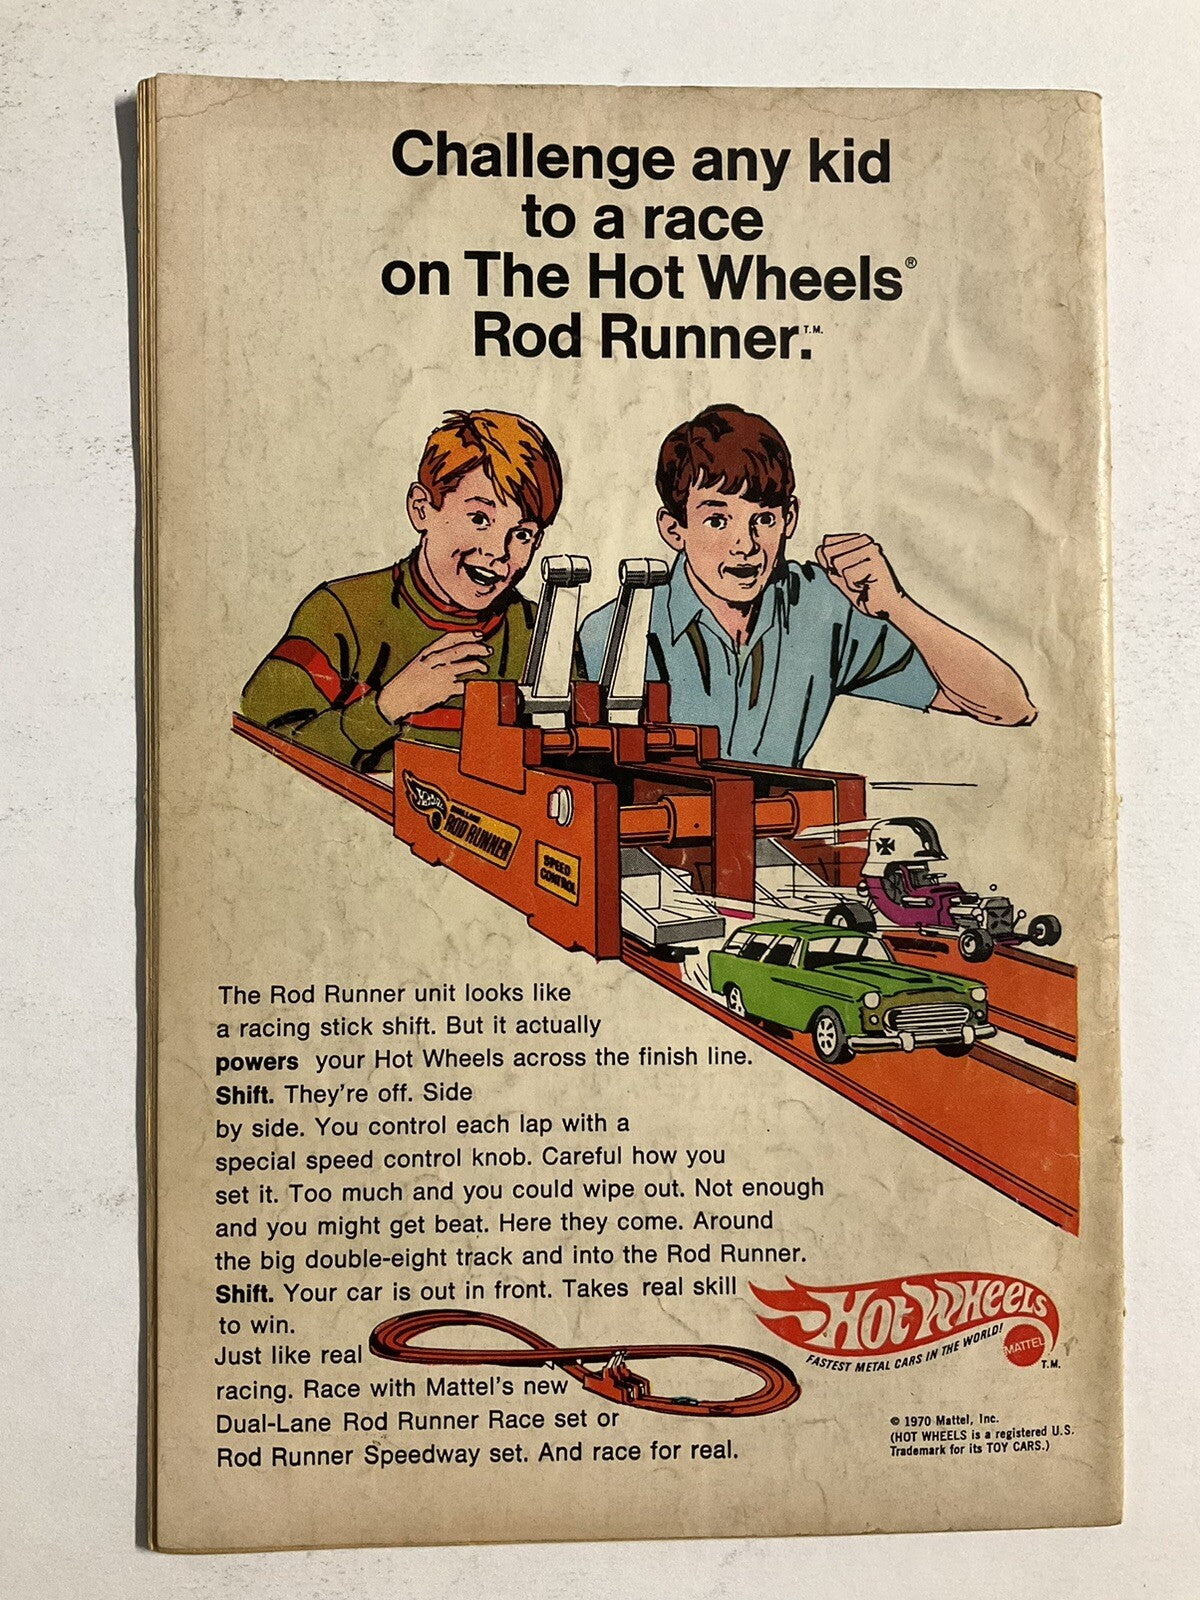 Challenge any kid
to a race
on The Hot Wheels®
Rod Runner.T.M.
Hot Wheels
DUAL-LANE
ROD RUNNER
SPEED
CONTROL
The Rod Runner unit looks like
a racing stick shift. But it actually
powers your Hot Wheels across the finish line.
Shift. They're off. Side
by side. You control each lap with a
special speed control knob. Careful how you
set it. Too much and you could wipe out. Not enough
and you might get beat. Here they come. Around
the big double-eight track and into the Rod Runner.
Shift. Your car is out in front. Takes real skill
to win.
Just like real
racing. Race with Mattel's new
Dual-Lane Rod Runner Race set or
Rod Runner Speedway set. And race for real.
Hot Wheels
FASTEST METAL CARS IN THE WORLD!
MATTEL
T.M.
© 1970 Mattel, Inc.
(HOT WHEELS is a registered U.S.
Trademark for its TOY CARS.)